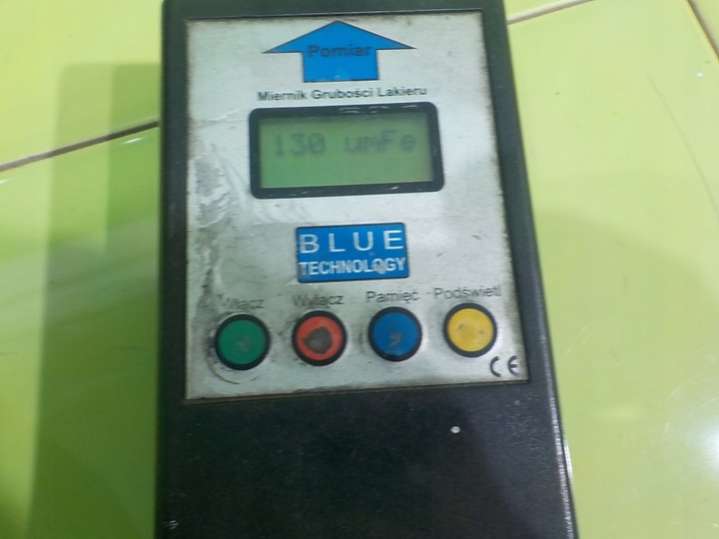 Pomiar
Miernik Grubości Lakieru
130 umFe
BLUE
TECHNOLOGY
Włącz Wyłącz Pamięć Podświetl
CE